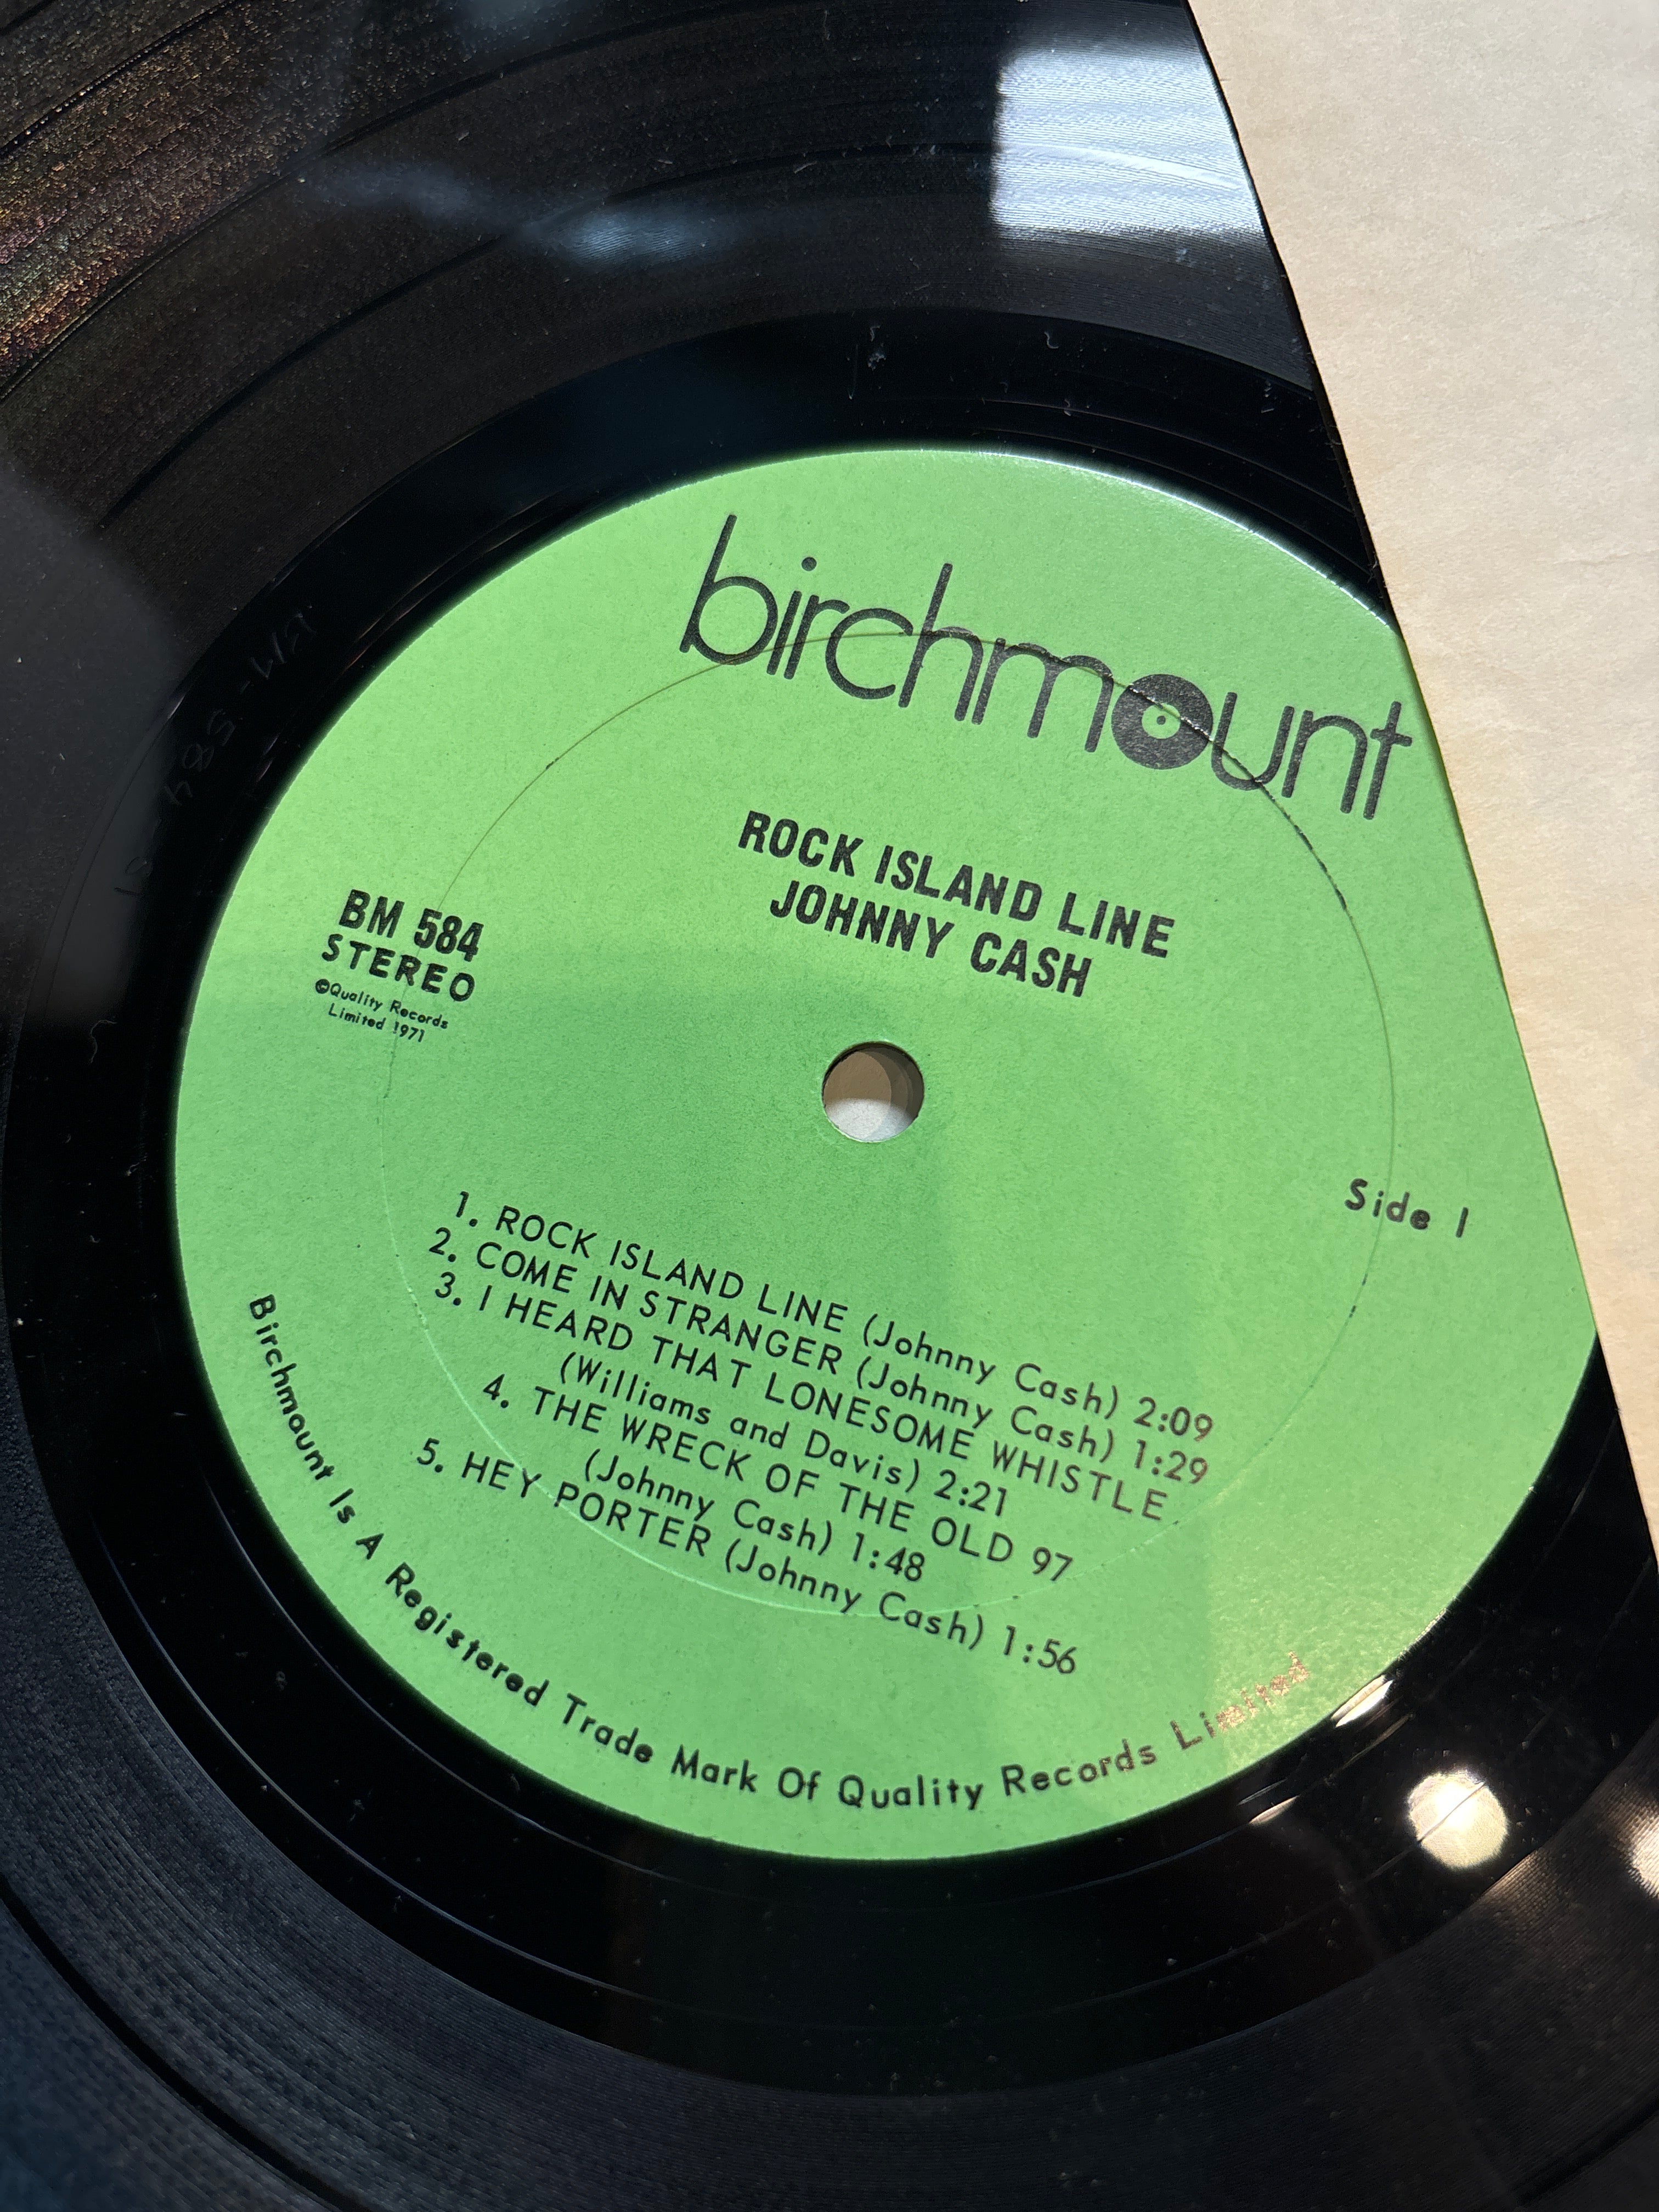 birchmount
ROCK ISLAND LINE
JOHNNY CASH
BM 584
STEREO
©Quality Records
Limited 1971
Side 1
1. ROCK ISLAND LINE (Johnny Cash) 2:09
2. COME IN STRANGER (Johnny Cash) 1:29
3. I HEARD THAT LONESOME WHISTLE
(Williams and Davis) 2:21
4. THE WRECK OF THE OLD 97
(Johnny Cash) 1:48
5. HEY PORTER (Johnny Cash) 1:56
Birchmount Is A Registered Trade Mark Of Quality Records Limited